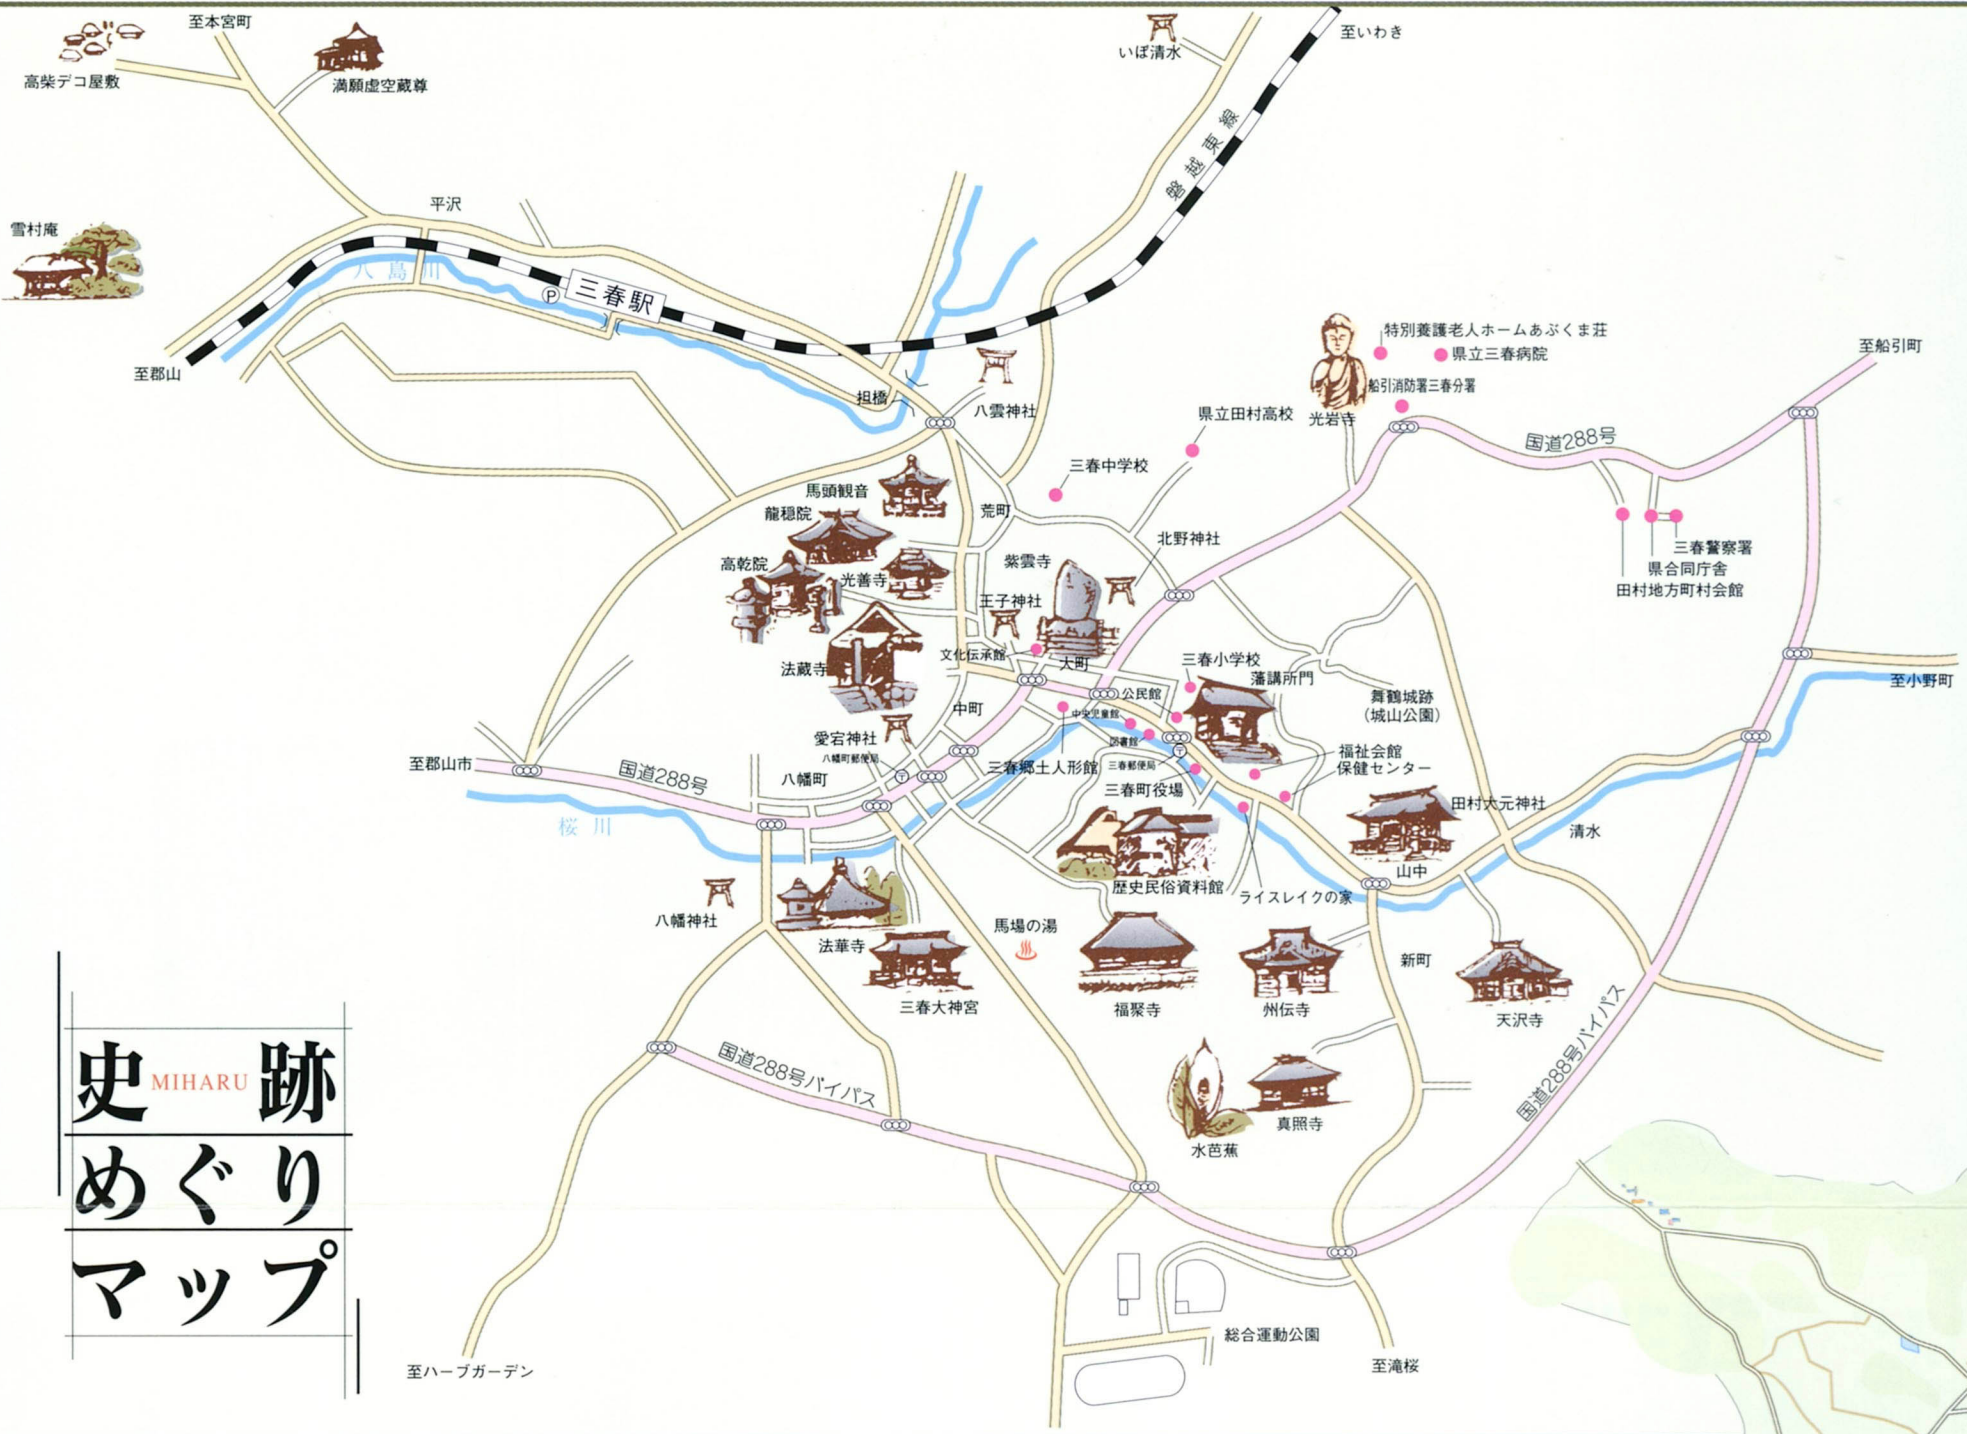 至本宮町
高柴デコ屋敷
満願虚空蔵尊
いぼ清水
至いわき
磐越東線
雪村庵
平沢
八島川
P
三春駅
至郡山
担橋
八雲神社
特別養護老人ホームあぶくま荘
県立三春病院
船引消防署三春分署
光岩寺
至船引町
国道288号
県立田村高校
三春中学校
馬頭観音
龍穏院
荒町
北野神社
高乾院
光善寺
紫雲寺
王子神社
三春警察署
県合同庁舎
田村地方町村会館
文化伝承館
大町
法蔵寺
三春小学校
藩講所門
至小野町
公民館
舞鶴城跡
(城山公園)
中町
中央児童館
愛宕神社
図書館
八幡町郵便局
至郡山市
国道288号
八幡町
三春郷土人形館
三春郵便局
福祉会館
保健センター
三春町役場
田村大元神社
桜川
清水
山中
歴史民俗資料館
ライスレイクの家
八幡神社
法華寺
馬場の湯
新町
三春大神宮
福聚寺
州伝寺
天沢寺
国道288号バイパス
国道288号バイパス
真照寺
水芭蕉
総合運動公園
至滝桜
至ハーブガーデン
史跡
MIHARU
めぐり
マップ